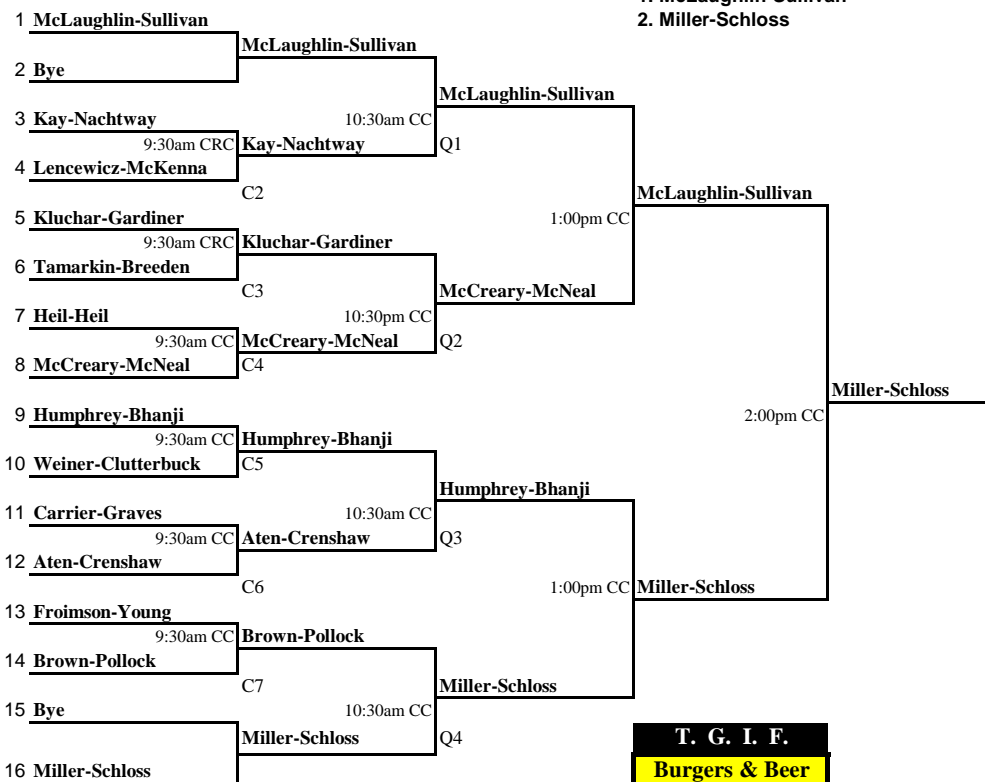 1. McLaughlin-Sullivan
2. Miller-Schloss
1 McLaughlin-Sullivan
McLaughlin-Sullivan
2 Bye
McLaughlin-Sullivan
3 Kay-Nachtway
10:30am CC
9:30am CRC Kay-Nachtway Q1
4 Lencewicz-McKenna
C2
McLaughlin-Sullivan
5 Kluchar-Gardiner
1:00pm CC
9:30am CRC Kluchar-Gardiner
6 Tamarkin-Breeden
C3
McCreary-McNeal
7 Heil-Heil
10:30pm CC
9:30am CC McCreary-McNeal Q2
8 McCreary-McNeal C4
Miller-Schloss
9 Humphrey-Bhanji
2:00pm CC
9:30am CC Humphrey-Bhanji
10 Weiner-Clutterbuck C5
Humphrey-Bhanji
11 Carrier-Graves
10:30am CC
9:30am CC Aten-Crenshaw Q3
12 Aten-Crenshaw
C6
1:00pm CC Miller-Schloss
13 Froimson-Young
9:30am CC Brown-Pollock
14 Brown-Pollock
C7
Miller-Schloss
15 Bye
10:30am CC
Miller-Schloss Q4
16 Miller-Schloss
T. G. I. F.
Burgers & Beer